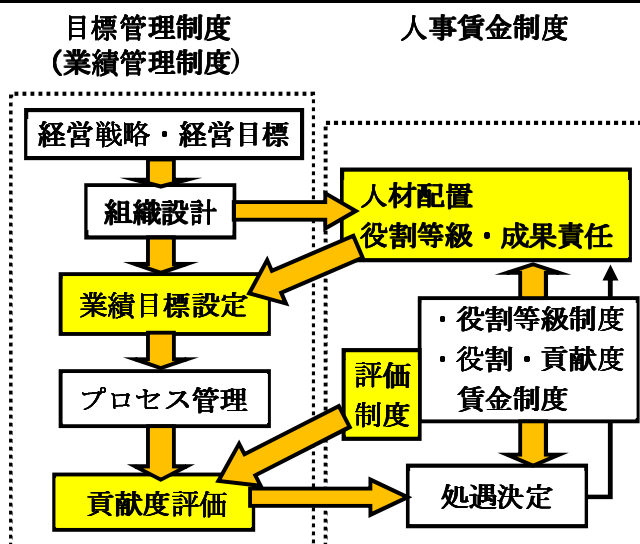 目標管理制度
(業績管理制度)
人事賃金制度
経営戦略・経営目標
組織設計
人材配置
役割等級・成果責任
業績目標設定
・役割等級制度
・役割・貢献度
賃金制度
評価
制度
プロセス管理
貢献度評価
処遇決定